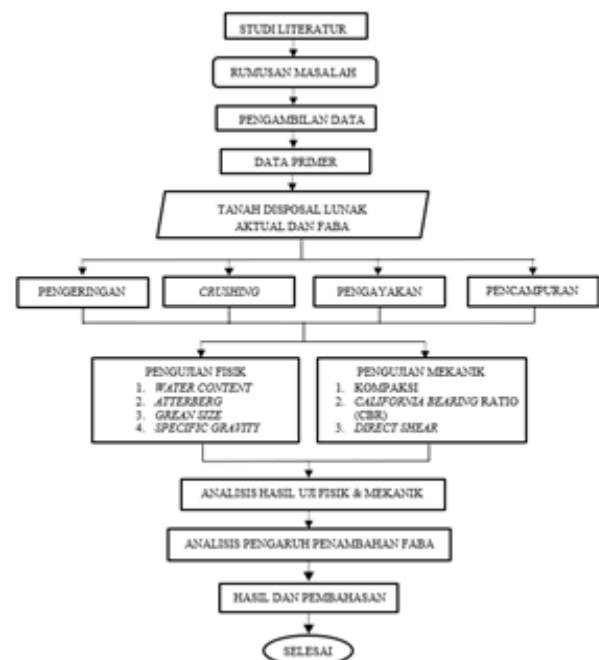 STUDI LITERATUR
RUMUSAN MASALAH
PENGAMBILAN DATA
DATA PRIMER
TANAH DISPOSAL LUNAK
AKTUAL DAN FABA
PENGERINGAN
CRUSHING
PENGAYAKAN
PENCAMPURAN
PENGUJIAN FISIK
1. WATER CONTENT
2. ATTERBERG
3. GREAN SIZE
4. SPECIFIC GRAVITY
PENGUJIAN MEKANIK
1. KOMPAKSI
2. CALIFORNIA BEARING RATIO
(CBR)
3. DIRECT SHEAR
ANALISIS HASIL UJI FISIK & MEKANIK
ANALISIS PENGARUH PENAMBAHAN FABA
HASIL DAN PEMBAHASAN
SELESAI